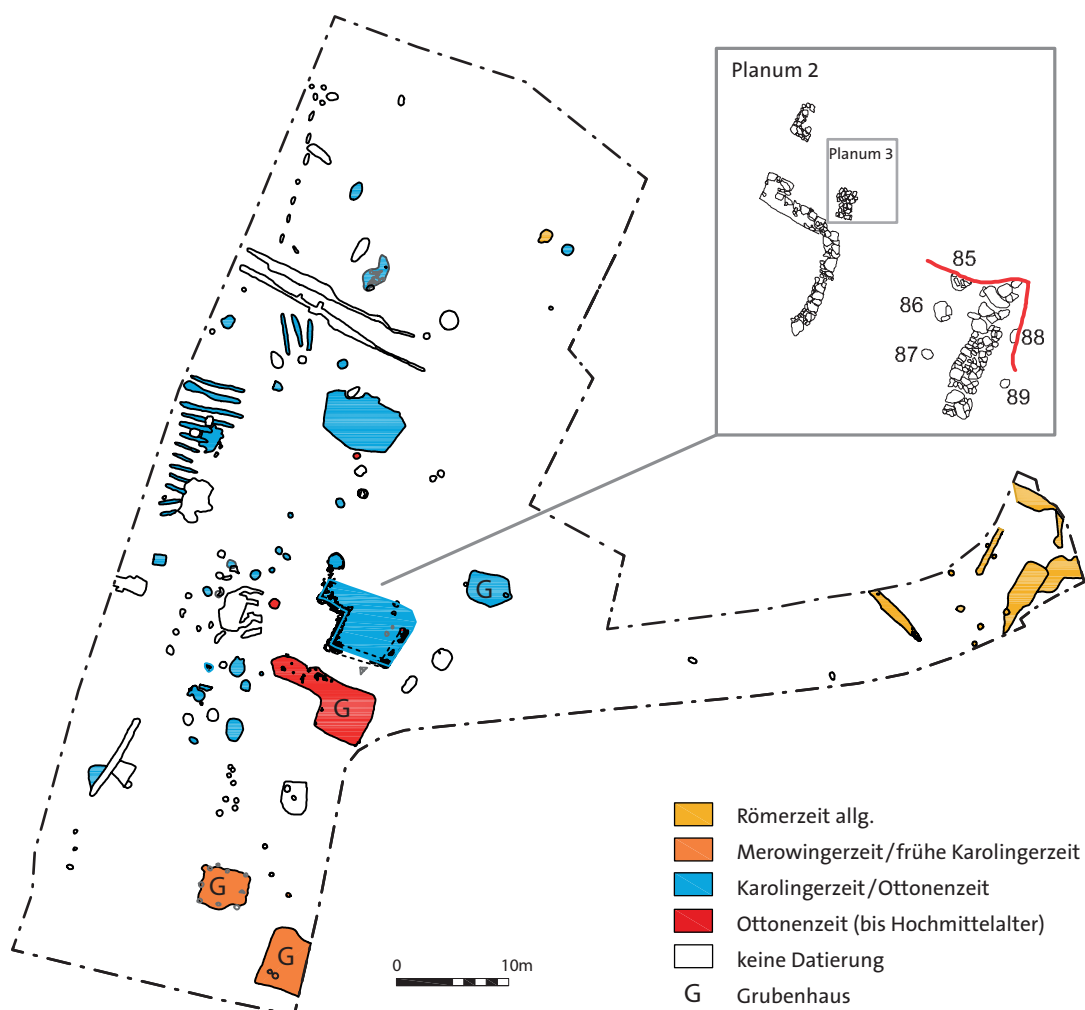 Planum 2
Planum 3
85
86
88
87
89
G
G
G
G
0 10m
Römerzeit allg.
Merowingerzeit/frühe Karolingerzeit
Karolingerzeit/Ottonenzeit
Ottonenzeit (bis Hochmittelalter)
keine Datierung
G Grubenhaus